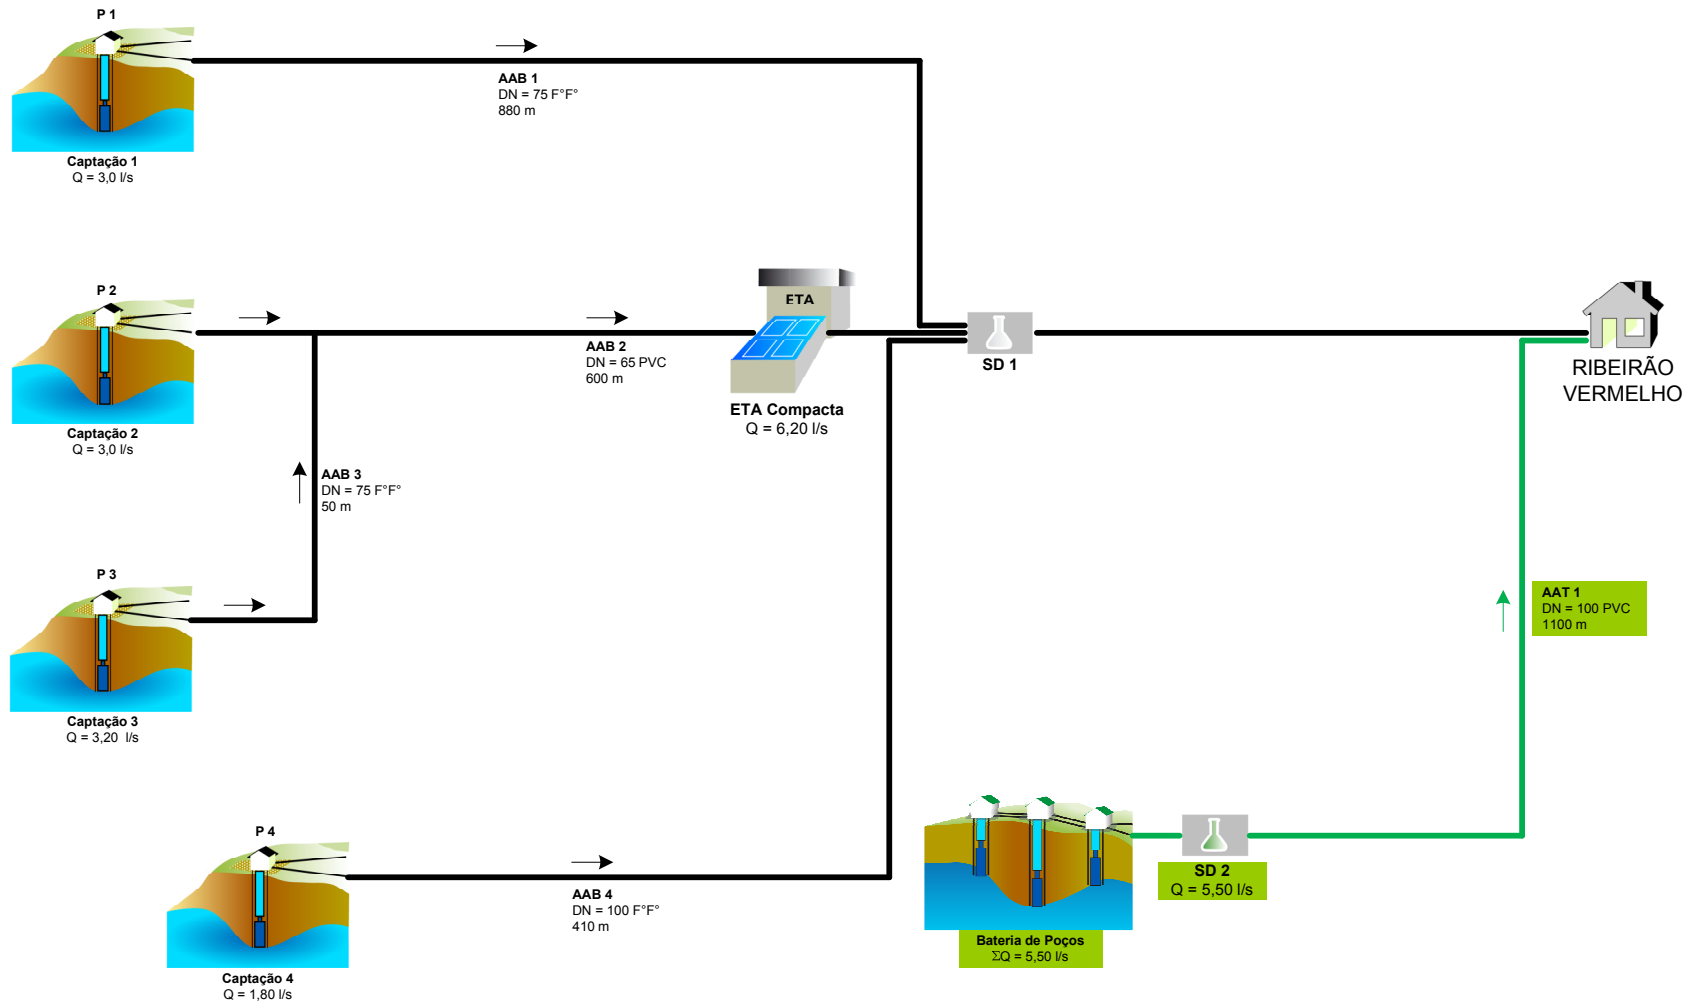 P 1
AAB 1
DN = 75 F°F°
880 m
Captação 1
Q = 3,0 l/s
P 2
AAB 2
DN = 65 PVC
600 m
ETA
ETA Compacta
Q = 6,20 l/s
SD 1
RIBEIRÃO
VERMELHO
Captação 2
Q = 3,0 l/s
AAB 3
DN = 75 F°F°
50 m
P 3
Captação 3
Q = 3,20 l/s
AAT 1
DN = 100 PVC
1100 m
P 4
AAB 4
DN = 100 F°F°
410 m
Captação 4
Q = 1,80 l/s
SD 2
Q = 5,50 l/s
Bateria de Poços
ΣQ = 5,50 l/s